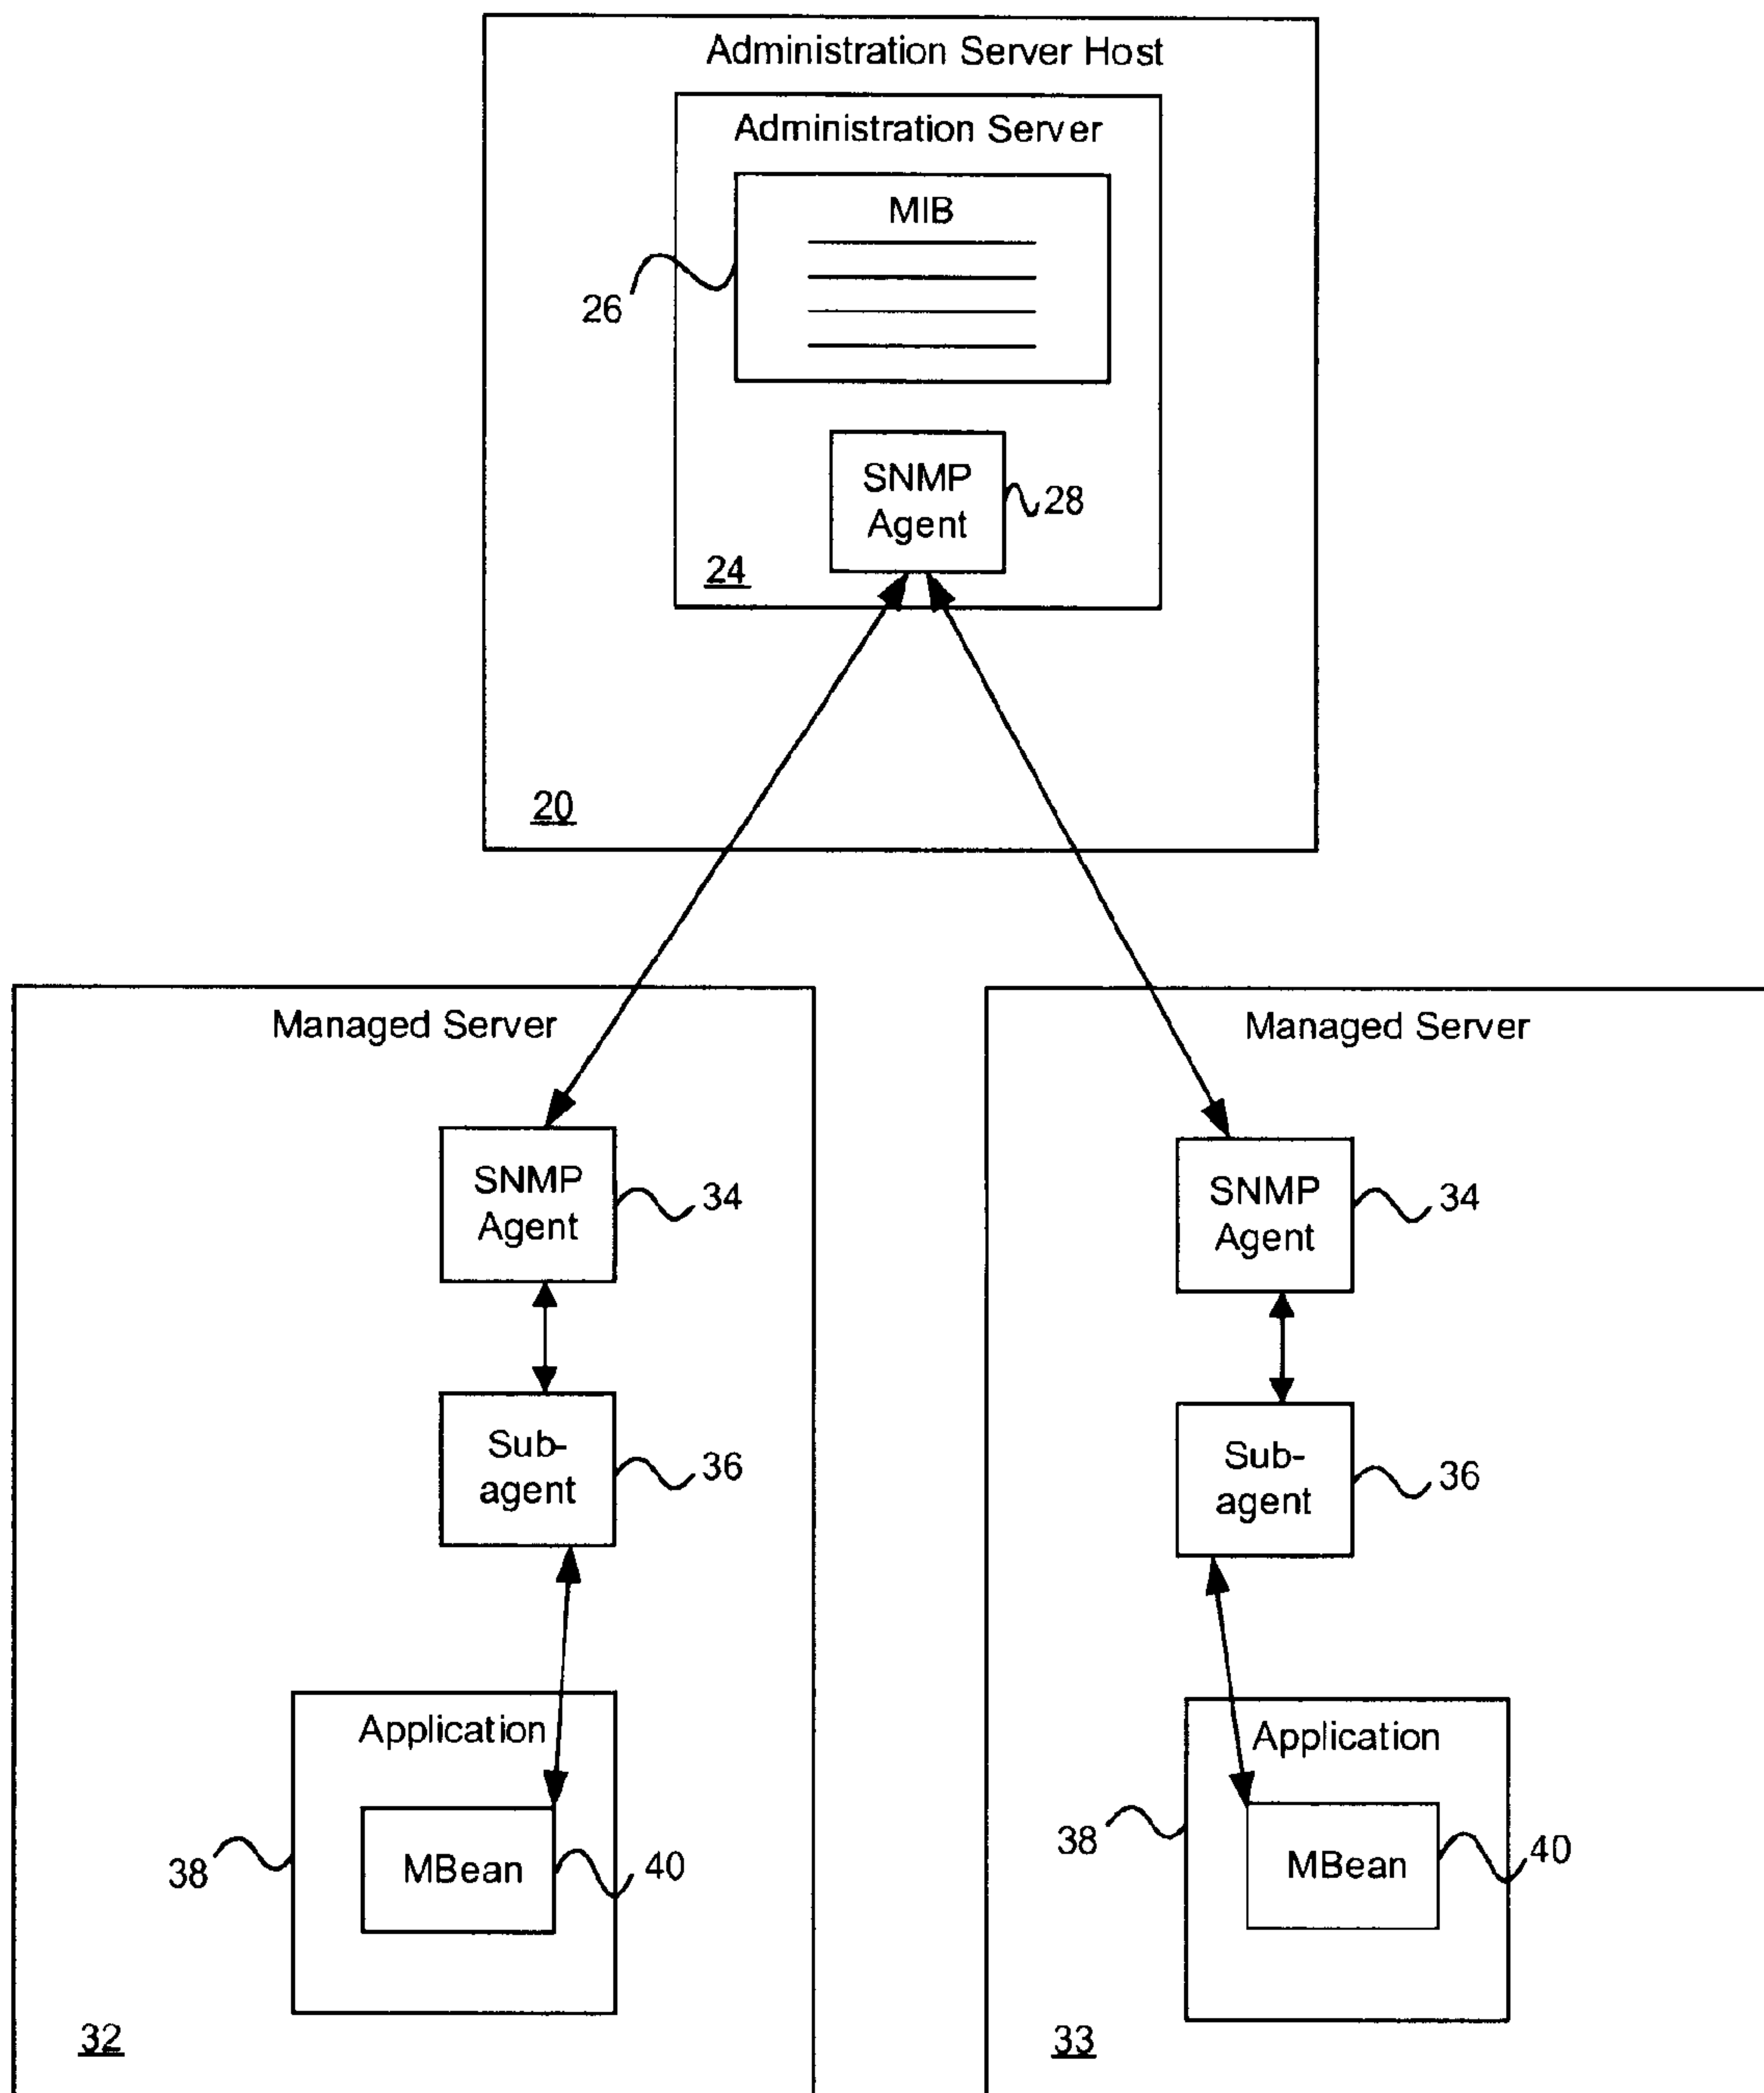 Administration Server Host
Administration Server
MIB
26
SNMP
Agent
28
24
20
Managed Server
SNMP
Agent
34
Sub-
agent
36
Application
MBean
38
40
32
Managed Server
SNMP
Agent
34
Sub-
agent
36
Application
MBean
38
40
33